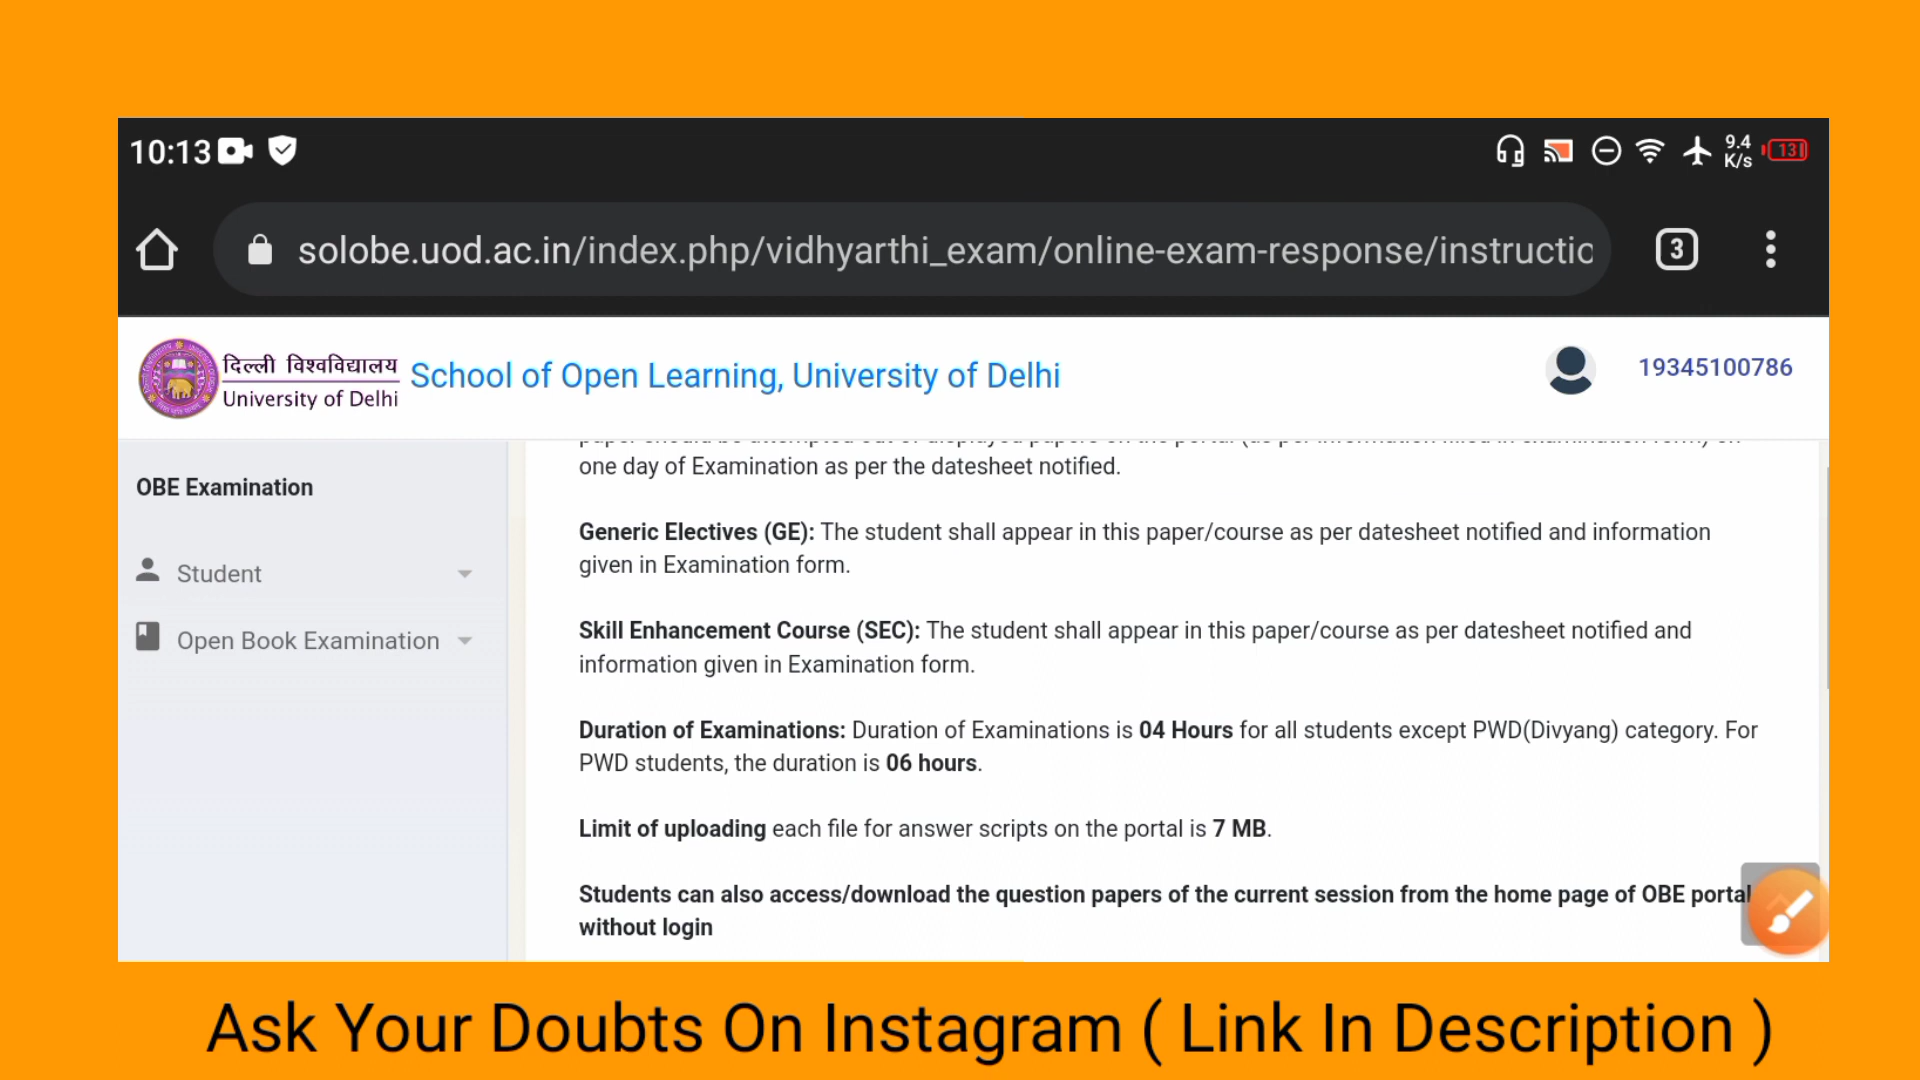 10:13
9.4
K/s
13
solobe.uod.ac.in/index.php/vidhyarthi_exam/online-exam-response/instructio
3
दिल्ली विश्वविद्यालय
University of Delhi
School of Open Learning, University of Delhi
19345100786
OBE Examination
Student
Open Book Examination
one day of Examination as per the datesheet notified.
Generic Electives (GE): The student shall appear in this paper/course as per datesheet notified and information
given in Examination form.
Skill Enhancement Course (SEC): The student shall appear in this paper/course as per datesheet notified and
information given in Examination form.
Duration of Examinations: Duration of Examinations is 04 Hours for all students except PWD(Divyang) category. For
PWD students, the duration is 06 hours.
Limit of uploading each file for answer scripts on the portal is 7 MB.
Students can also access/download the question papers of the current session from the home page of OBE portal
without login
Ask Your Doubts On Instagram ( Link In Description )